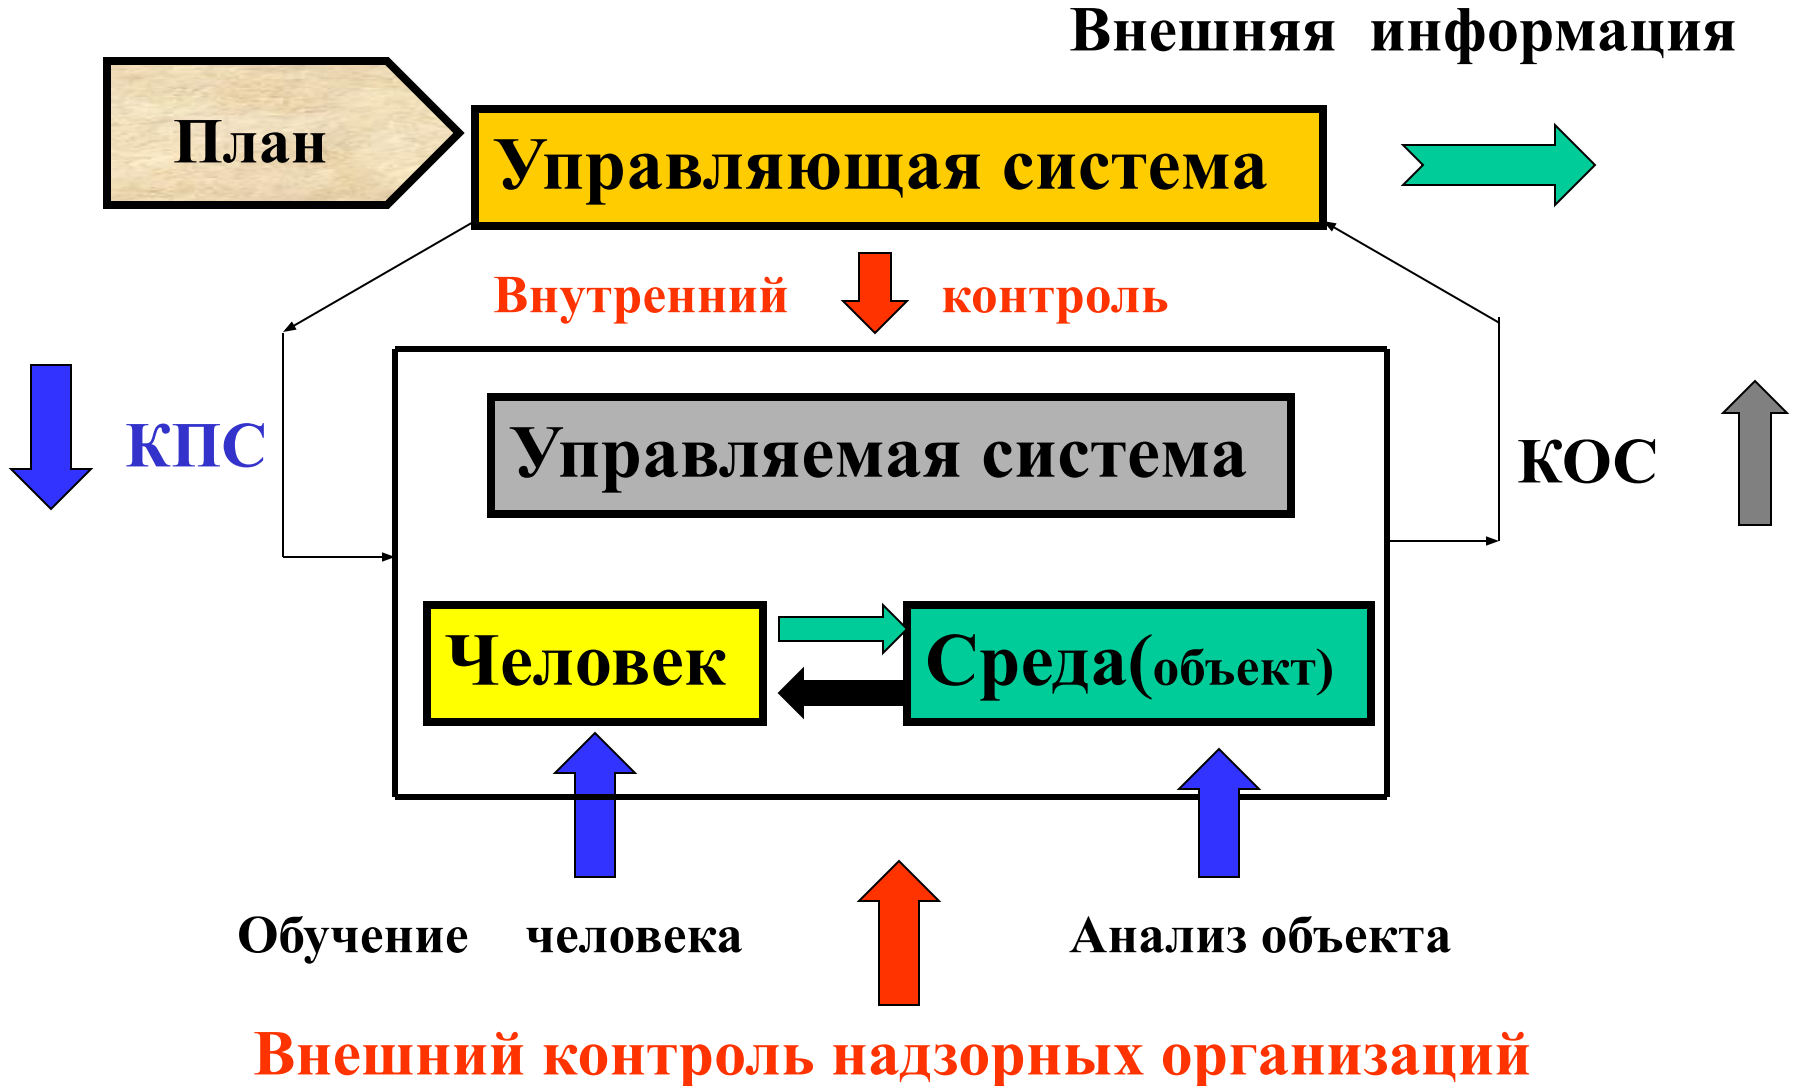 Внешняя информация
План
Управляющая система
Внутренний контроль
КПС
Управляемая система
КОС
Человек
Среда(объект)
Обучение человека
Анализ объекта
Внешний контроль надзорных организаций